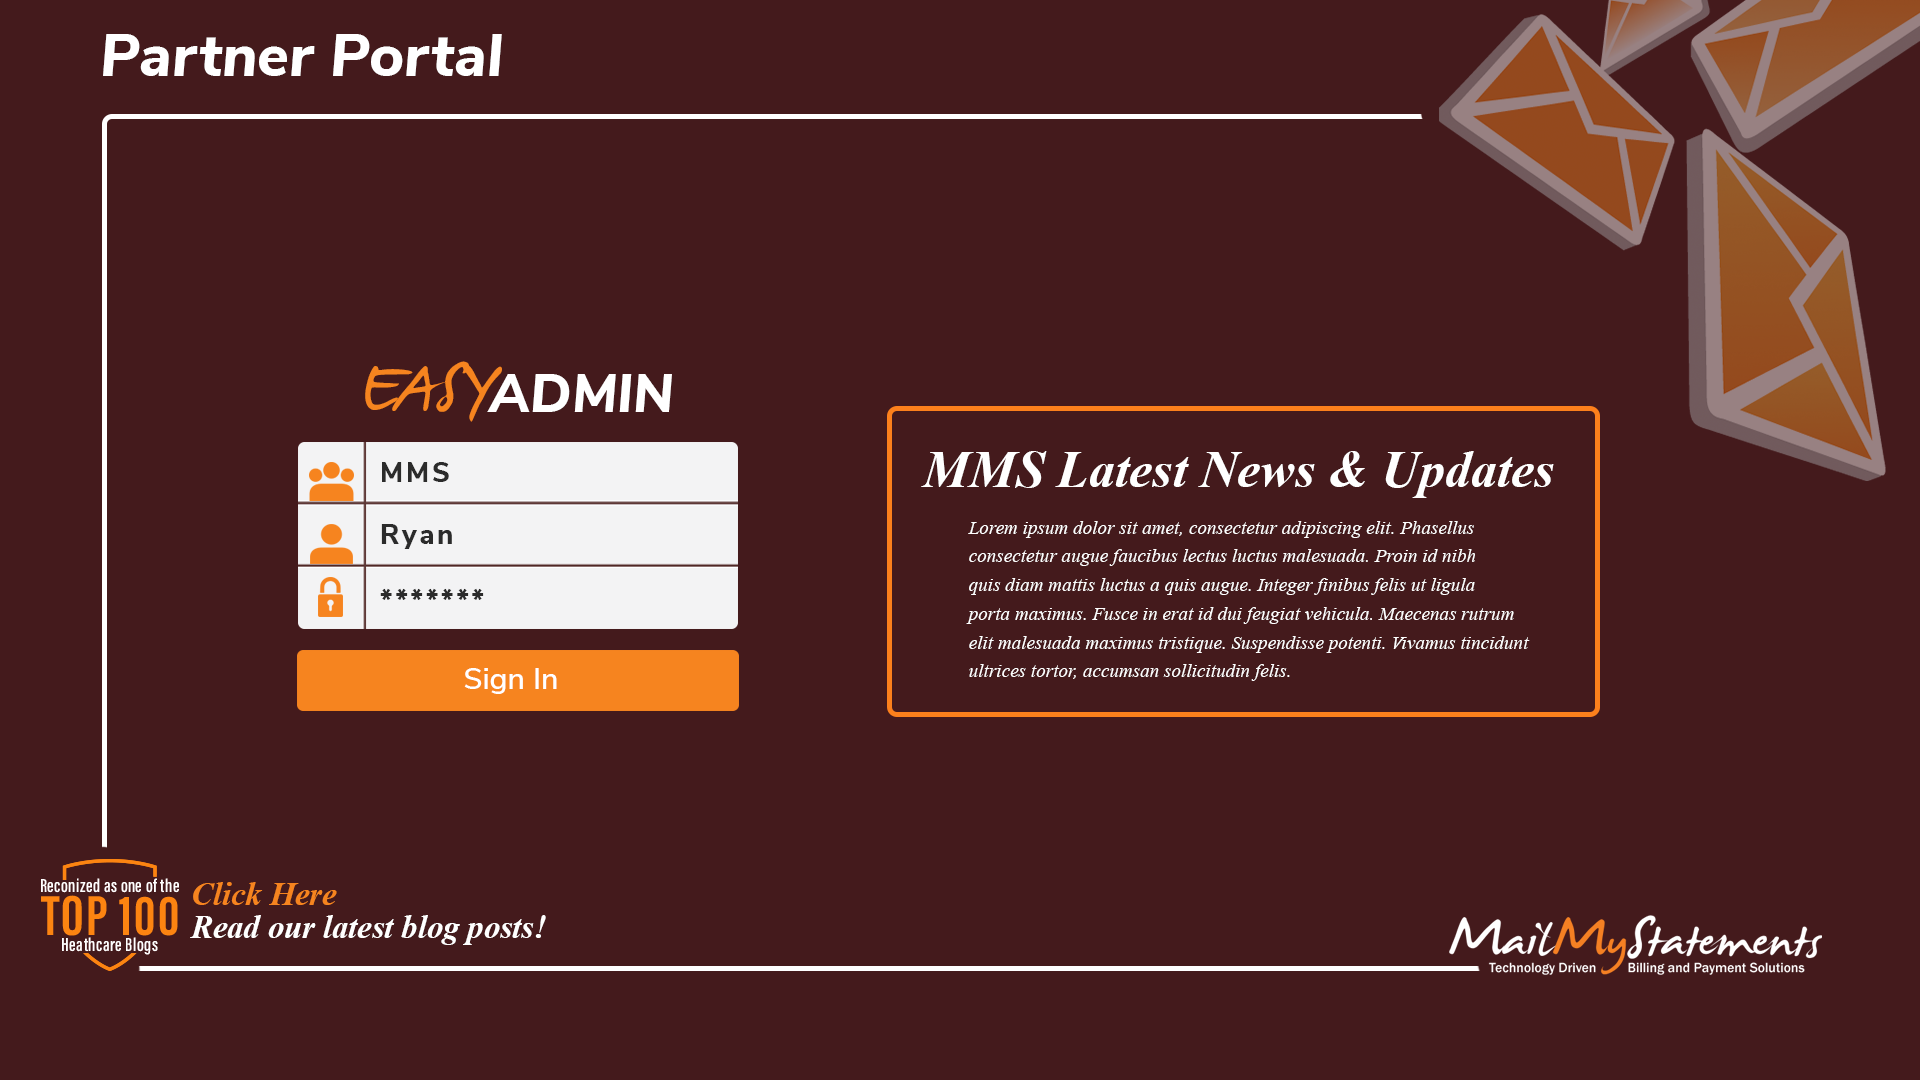 Partner Portal
EASYADMIN
MMS
Ryan
*******
Sign In
MMS Latest News & Updates
Lorem ipsum dolor sit amet, consectetur adipiscing elit. Phasellus
consectetur augue faucibus lectus luctus malesuada. Proin id nibh
quis diam mattis luctus a quis augue. Integer finibus felis ut ligula
porta maximus. Fusce in erat id dui feugiat vehicula. Maecenas rutrum
elit malesuada maximus tristique. Suspendisse potenti. Vivamus tincidunt
ultrices tortor, accumsan sollicitudin felis.
Reconized as one of the
TOP 100
Heathcare Blogs
Click Here
Read our latest blog posts!
MailMyStatements
Technology Driven Billing and Payment Solutions